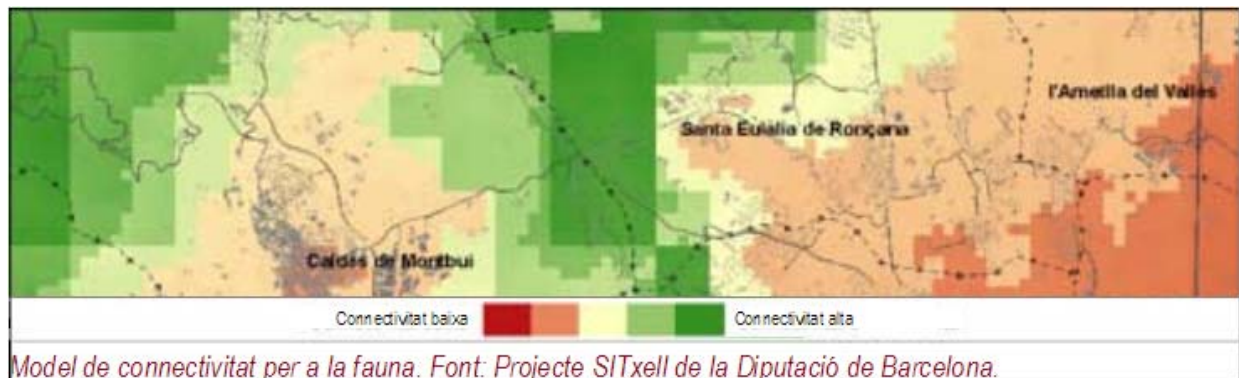 l'Ametlla del Vallès
Santa Eulàlia de Ronçana
Caldes de Montbui
Connectivitat baixa
Connectivitat alta
Model de connectivitat per a la fauna. Font: Projecte SITxell de la Diputació de Barcelona.